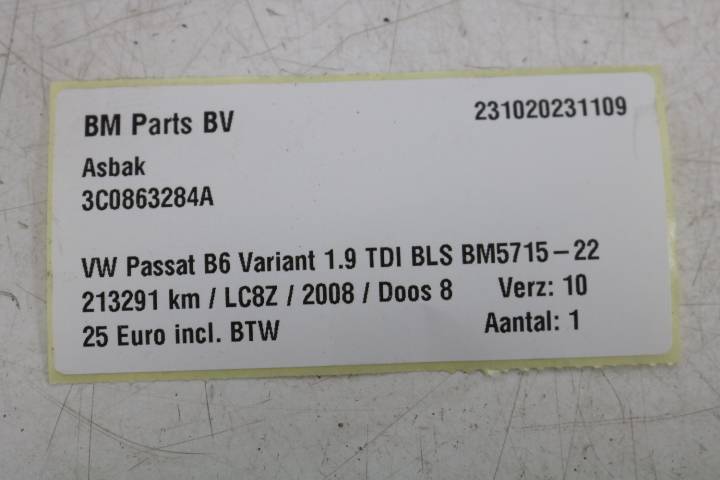 BM Parts BV 231020231109
Asbak
3C0863284A
VW Passat B6 Variant 1.9 TDI BLS BM5715-22
213291 km / LC8Z / 2008 / Doos 8 Verz: 10
25 Euro incl. BTW Aantal: 1